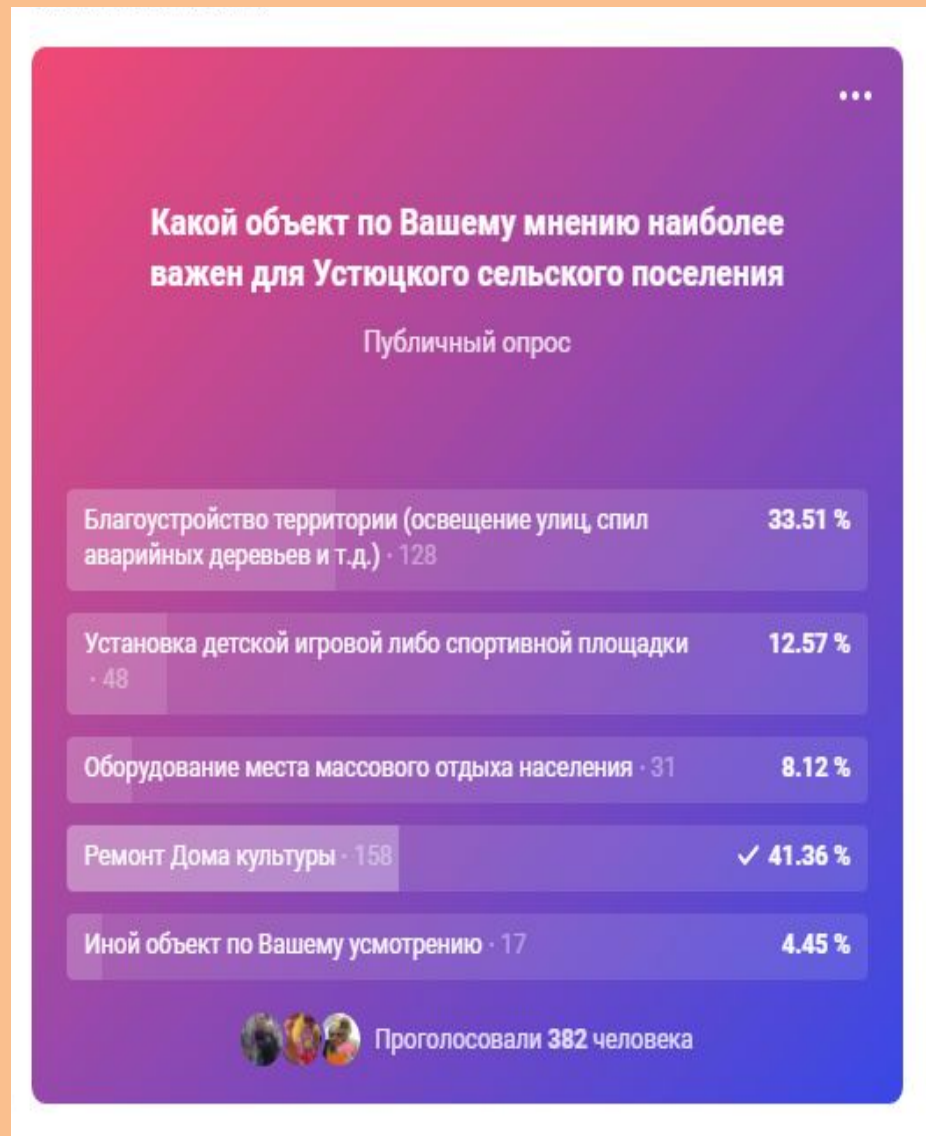 Какой объект по Вашему мнению наиболее
важен для Устюцкого сельского поселения
Публичный опрос
Благоустройство территории (освещение улиц, спил
аварийных деревьев и т.д.) · 128
33.51 %
Установка детской игровой либо спортивной площадки
· 48
12.57 %
Оборудование места массового отдыха населения · 31
8.12 %
Ремонт Дома культуры · 158
✓ 41.36 %
Иной объект по Вашему усмотрению · 17
4.45 %
Проголосовали 382 человека